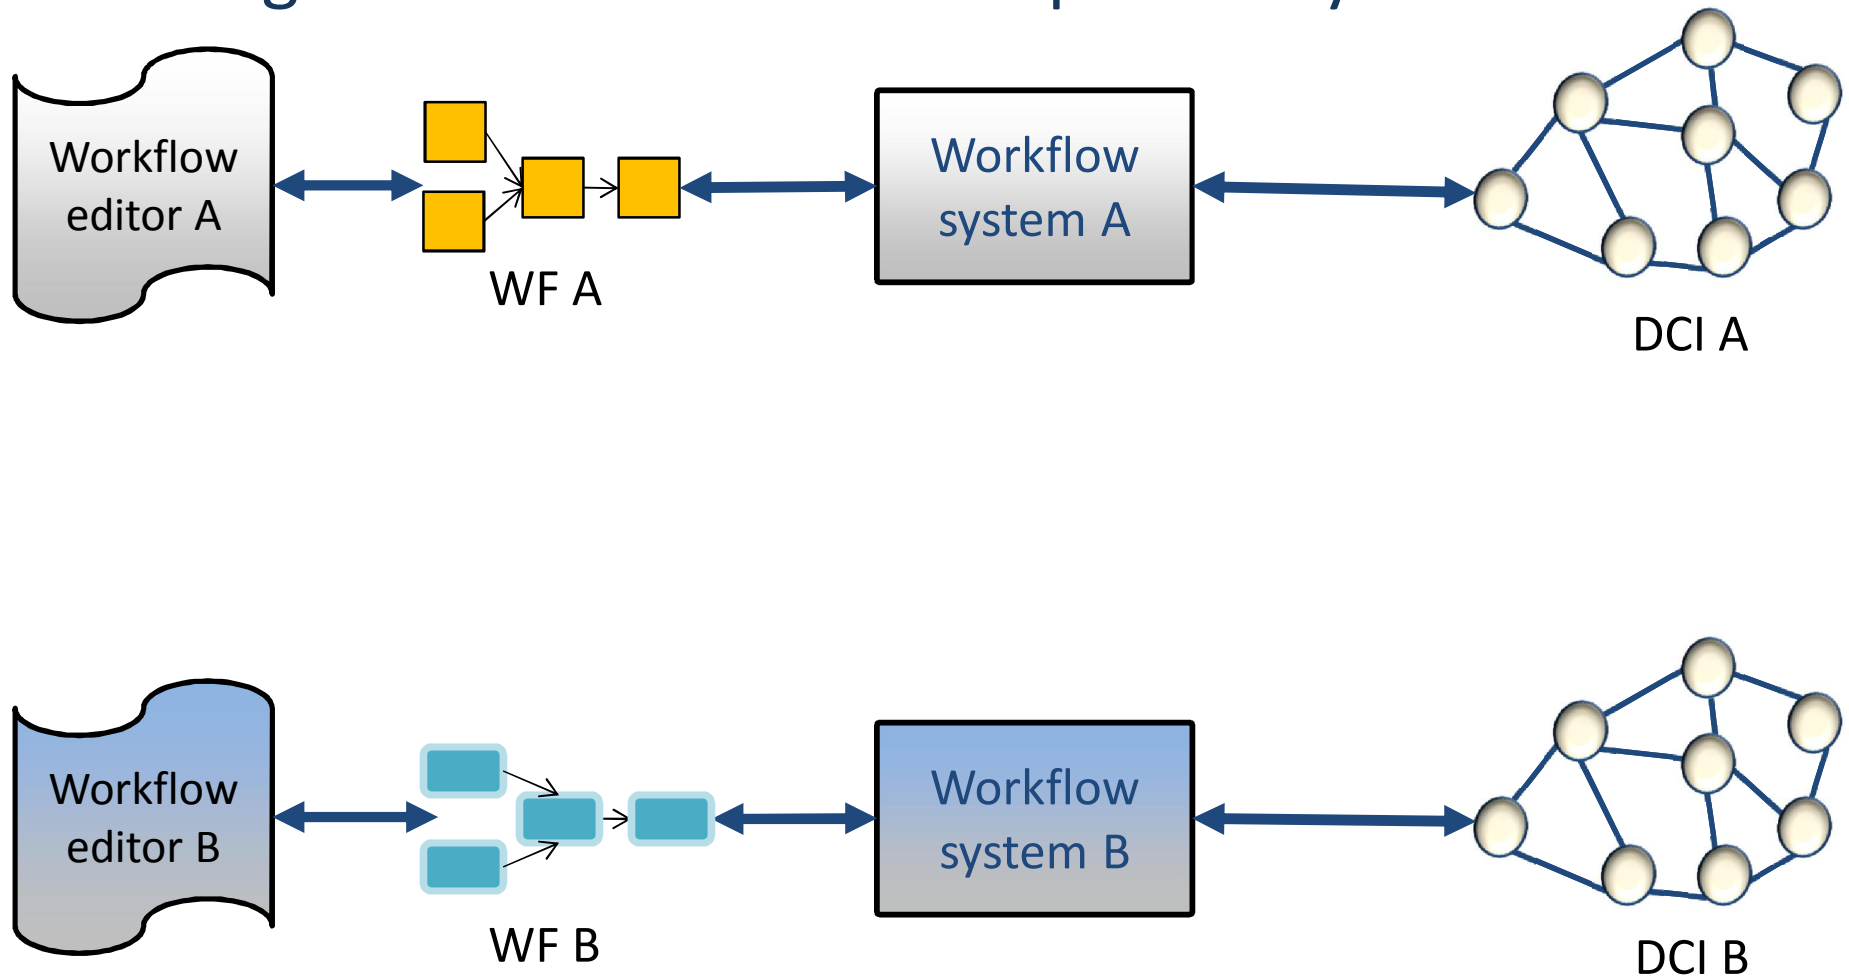 Workflow
editor A
WF A
Workflow
system A
DCI A
Workflow
editor B
WF B
Workflow
system B
DCI B